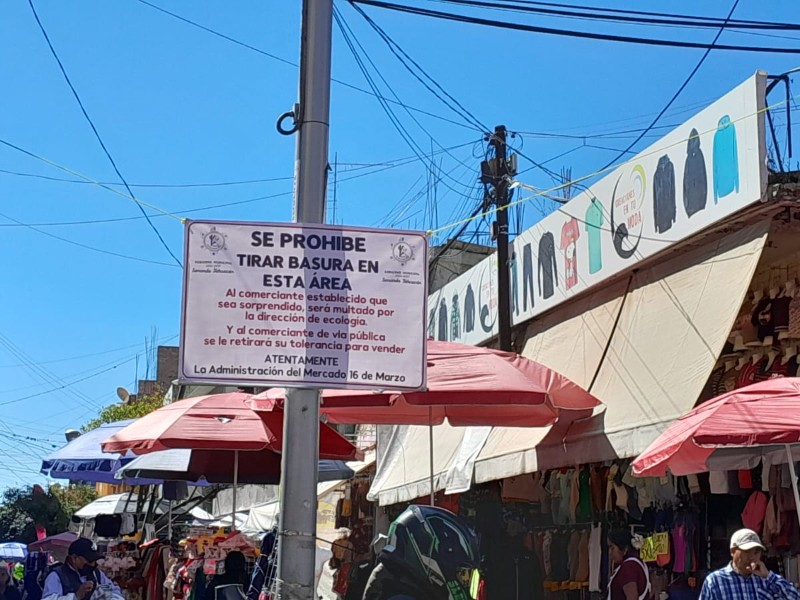 SE PROHIBE
TIRAR BASURA EN
ESTA ÁREA
Al comerciante establecido que
sea sorprendido, será multado por
la dirección de ecología.
Y al comerciante de vía pública
se le retirará su tolerancia para vender
ATENTAMENTE
La Administración del Mercado 16 de Marzo
EN TU
MODA